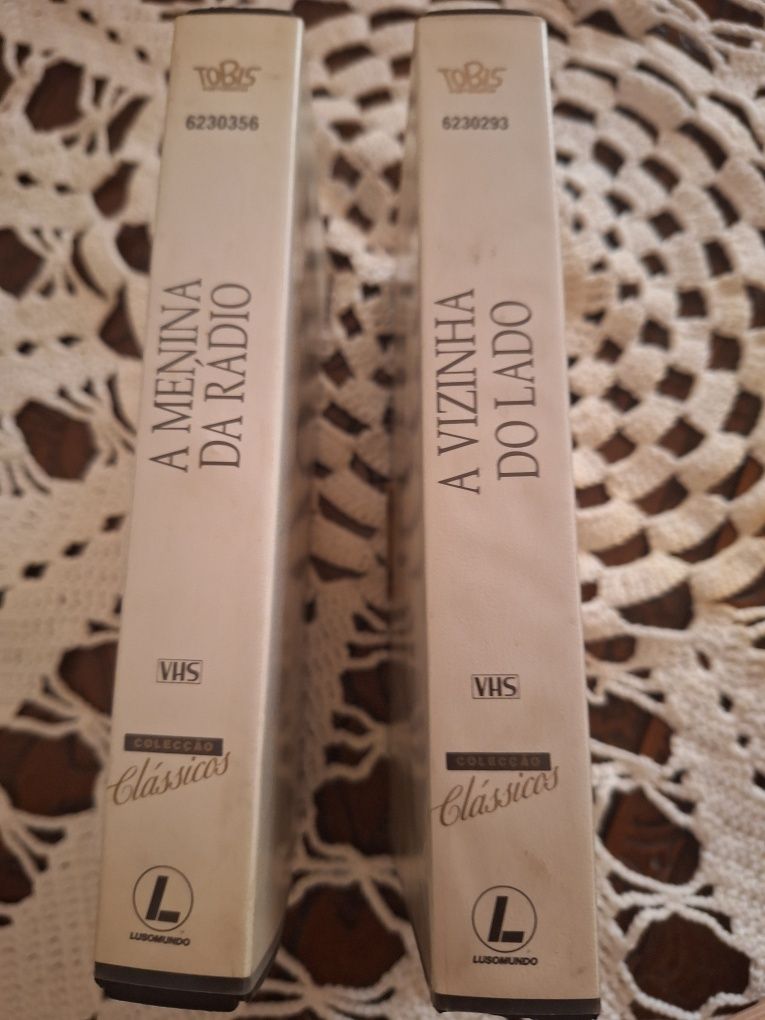 TOBIS
6230356
A MENINA
DA RÁDIO
VHS
COLECÇÃO
Clássicos
L
LUSOMUNDO
TOBIS
6230293
A VIZINHA
DO LADO
VHS
COLECÇÃO
Clássicos
L
LUSOMUNDO